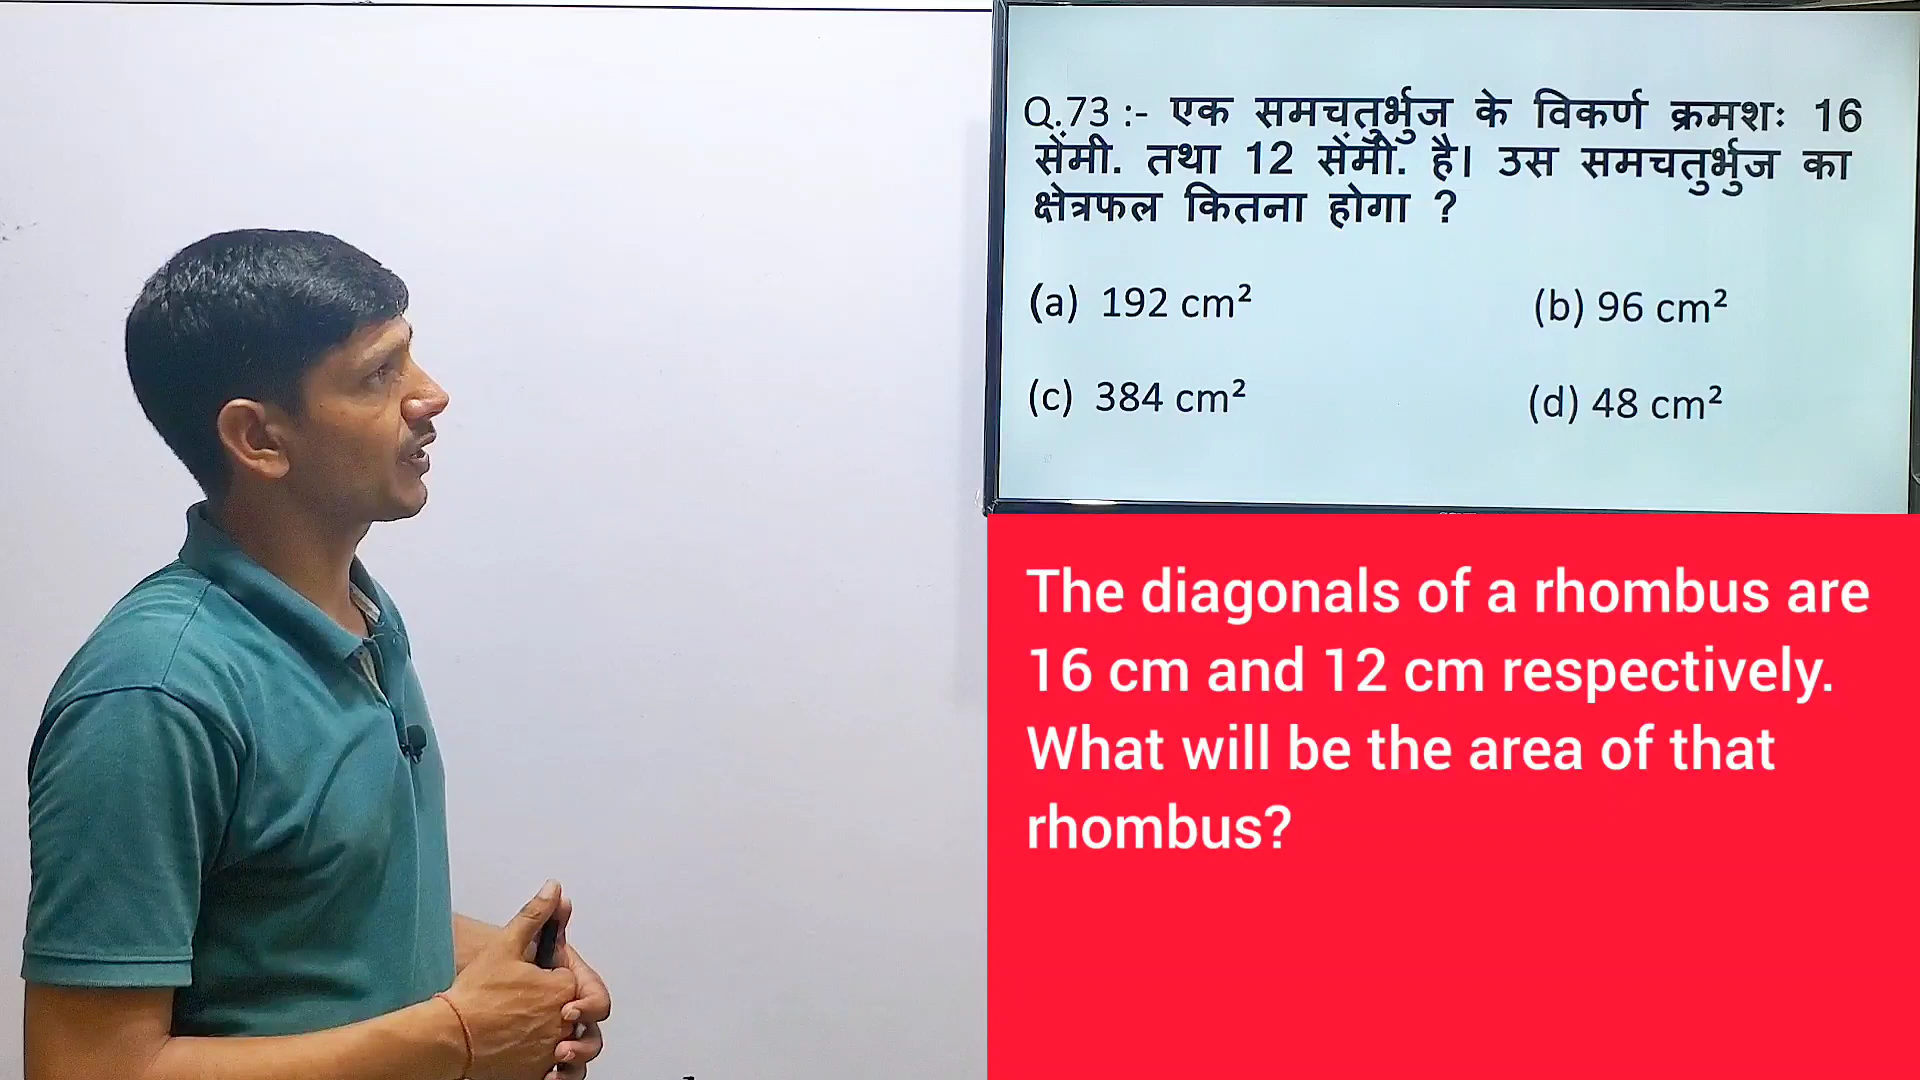 Q.73 :- एक समचतुर्भुज के विकर्ण क्रमशः 16
सेंमी. तथा 12 सेंमी. है। उस समचतुर्भुज का
क्षेत्रफल कितना होगा ?
(a) 192 cm² (b) 96 cm²
(c) 384 cm² (d) 48 cm²
The diagonals of a rhombus are
16 cm and 12 cm respectively.
What will be the area of that
rhombus?